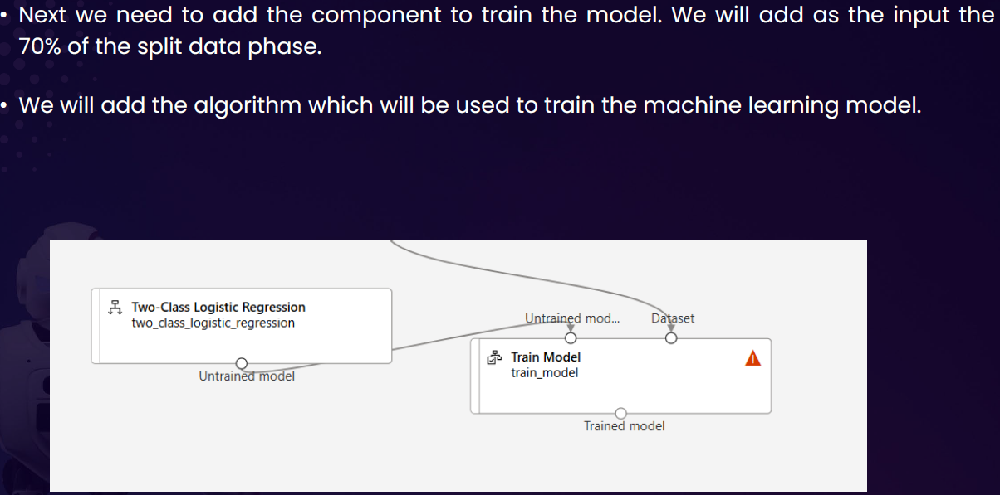 • Next we need to add the component to train the model. We will add as the input the
70% of the split data phase.
• We will add the algorithm which will be used to train the machine learning model.
Two-Class Logistic Regression
two_class_logistic_regression
Untrained model
Untrained mod...
Dataset
Train Model
train_model
Trained model